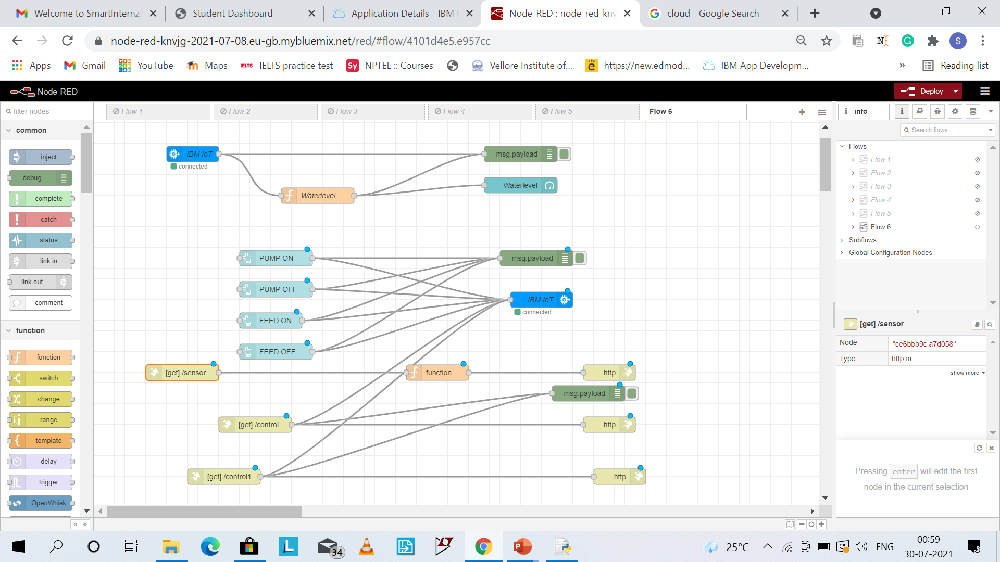 Welcome to SmartInternz!
Student Dashboard
Application Details - IBM
Node-RED : node-red-knvj
cloud - Google Search
node-red-knvjg-2021-07-08.eu-gb.mybluemix.net/red/#flow/4101d4e5.e957cc
S
Apps
Gmail
YouTube
Maps
IELTS practice test
NPTEL :: Courses
Vellore Institute of...
https://new.edmod...
IBM App Developm...
»
Reading list
Node-RED
Deploy
filter nodes
Flow 1
Flow 2
Flow 3
Flow 4
Flow 5
Flow 6
info
common
Search flows
inject
debug
complete
catch
status
link in
link out
comment
function
function
switch
change
range
template
delay
trigger
OpenWhisk
IBM IoT
connected
msg.payload
Waterlevel
Waterlevel
PUMP ON
msg.payload
PUMP OFF
IBM IoT
connected
FEED ON
FEED OFF
[get] /sensor
function
http
msg.payload
[get] /control
http
[get] /control1
http
Flows
Flow 1
Flow 2
Flow 3
Flow 4
Flow 5
Flow 6
Subflows
Global Configuration Nodes
[get] /sensor
Node
"ce6bbb9c.a7d058"
Type
http in
show more
Pressing enter will edit the first
node in the current selection
34
25°C
ENG
00:59
30-07-2021